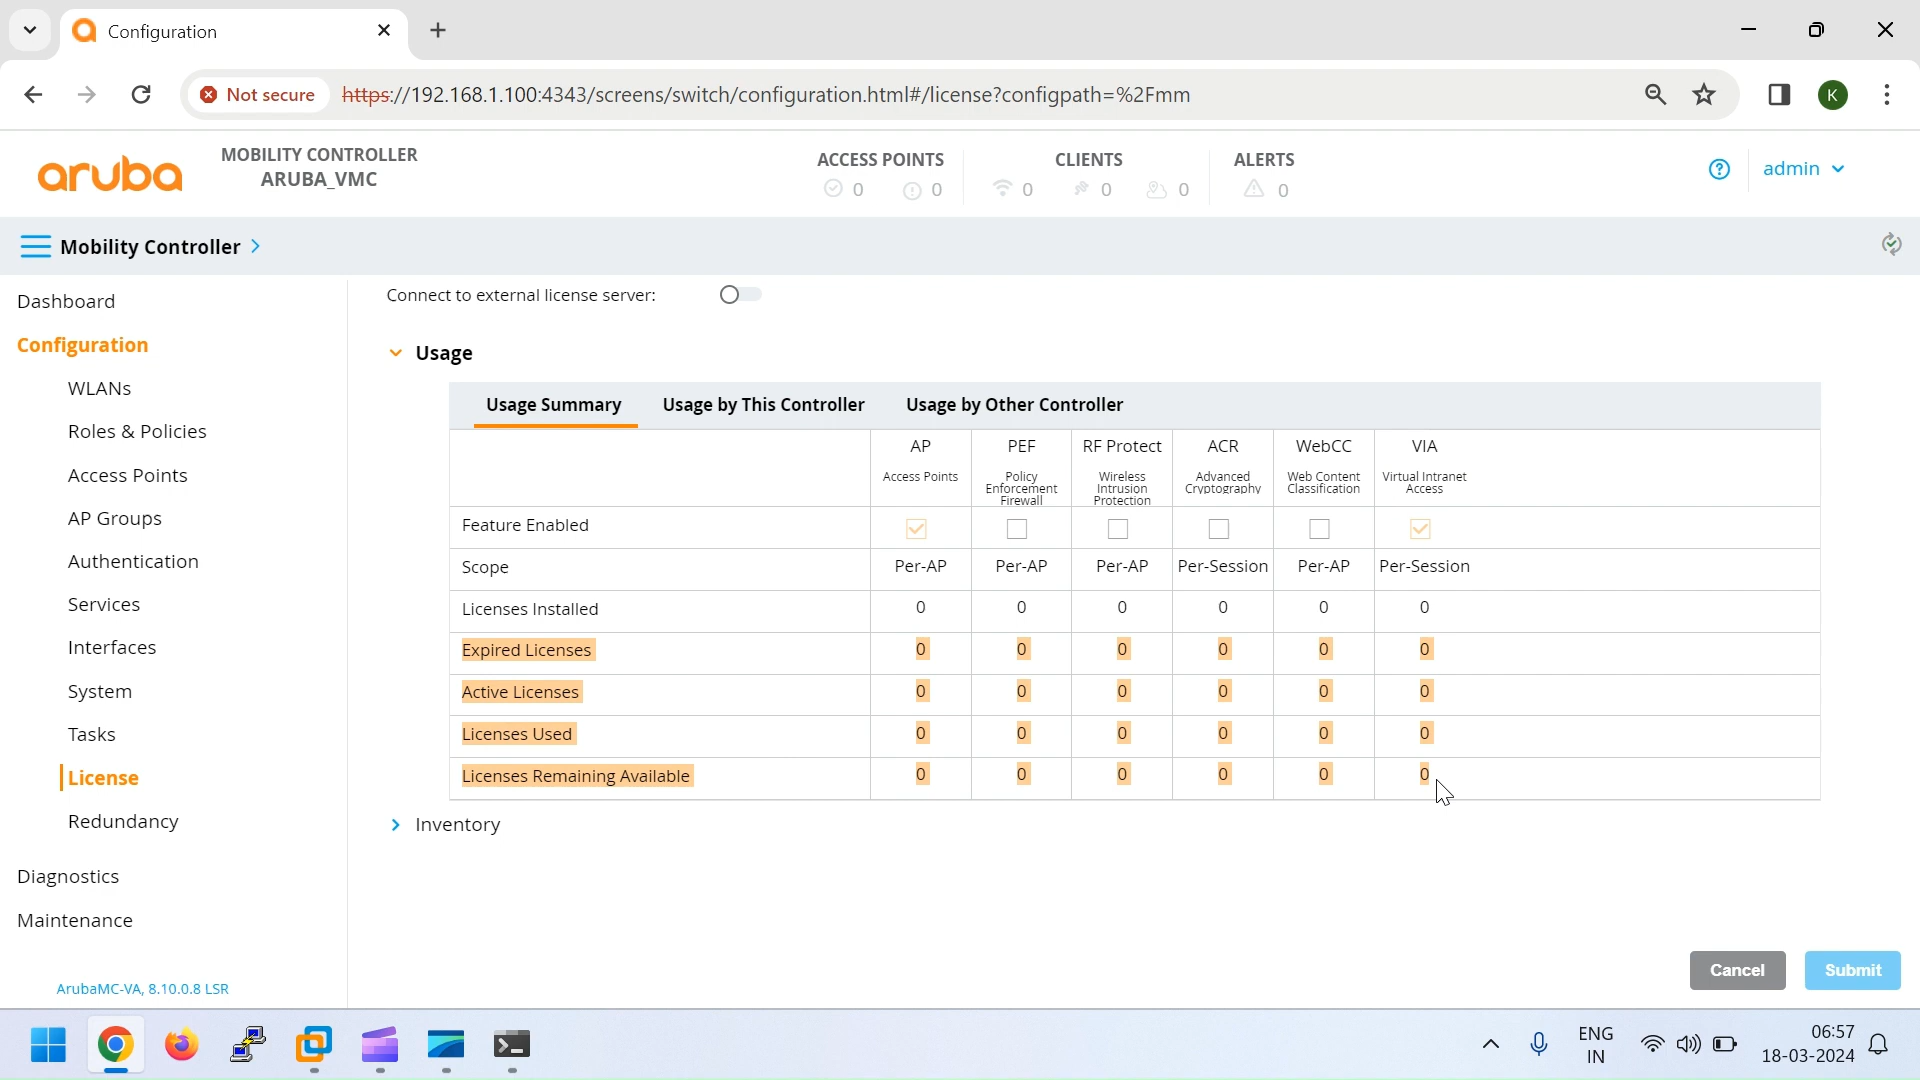 Configuration
Not secure
https://192.168.1.100:4343/screens/switch/configuration.html#/license?configpath=%2Fmm
K
aruba
MOBILITY CONTROLLER
ARUBA_VMC
ACCESS POINTS
0 0
CLIENTS
0 0 0
ALERTS
0
admin
Mobility Controller
Dashboard
Configuration
WLANs
Roles & Policies
Access Points
AP Groups
Authentication
Services
Interfaces
System
Tasks
License
Redundancy
Diagnostics
Maintenance
ArubaMC-VA, 8.10.0.8 LSR
Connect to external license server:
Usage
Usage Summary Usage by This Controller Usage by Other Controller
AP PEF RF Protect ACR WebCC VIA
Access Points Policy Enforcement Firewall Wireless Intrusion Protection Advanced Cryptography Web Content Classification Virtual Intranet Access
Feature Enabled
Scope Per-AP Per-AP Per-AP Per-Session Per-AP Per-Session
Licenses Installed 0 0 0 0 0 0
Expired Licenses 0 0 0 0 0 0
Active Licenses 0 0 0 0 0 0
Licenses Used 0 0 0 0 0 0
Licenses Remaining Available 0 0 0 0 0 0
Inventory
Cancel Submit
ENG
IN
06:57
18-03-2024